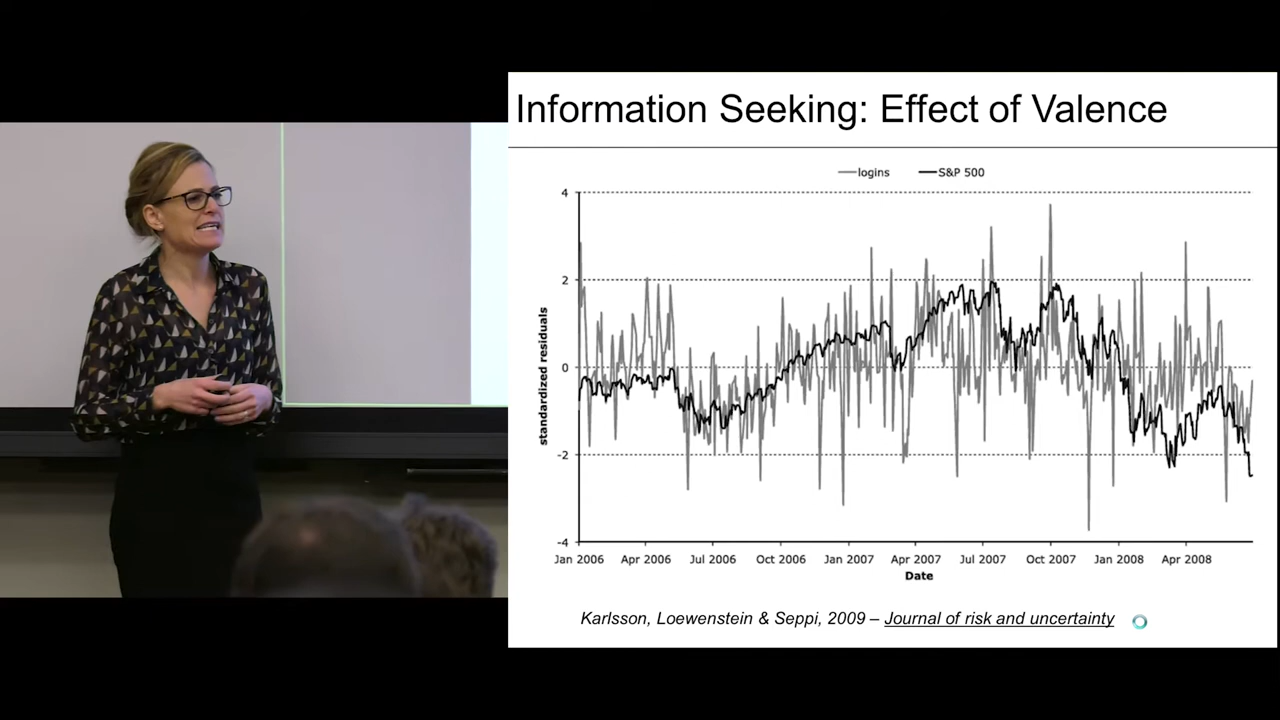 Information Seeking: Effect of Valence
logins S&P 500
4
2
0
-2
-4
standardized residuals
Jan 2006 Apr 2006 Jul 2006 Oct 2006 Jan 2007 Apr 2007 Jul 2007 Oct 2007 Jan 2008 Apr 2008
Date
Karlsson, Loewenstein & Seppi, 2009 – Journal of risk and uncertainty